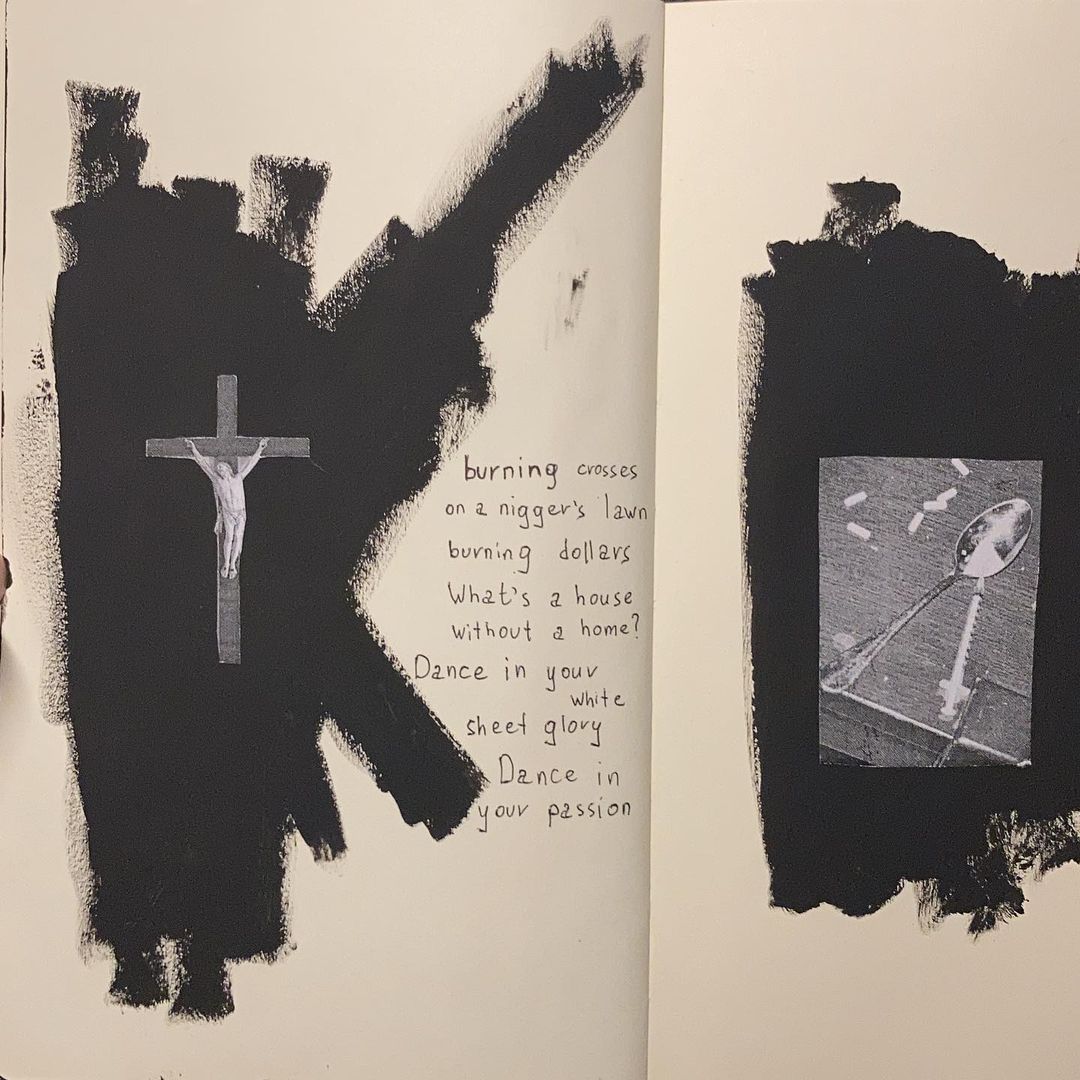 burning crosses
on a nigger's lawn
burning dollars
What's a house
without a home?
Dance in your
white
sheet glory
Dance in
your passion